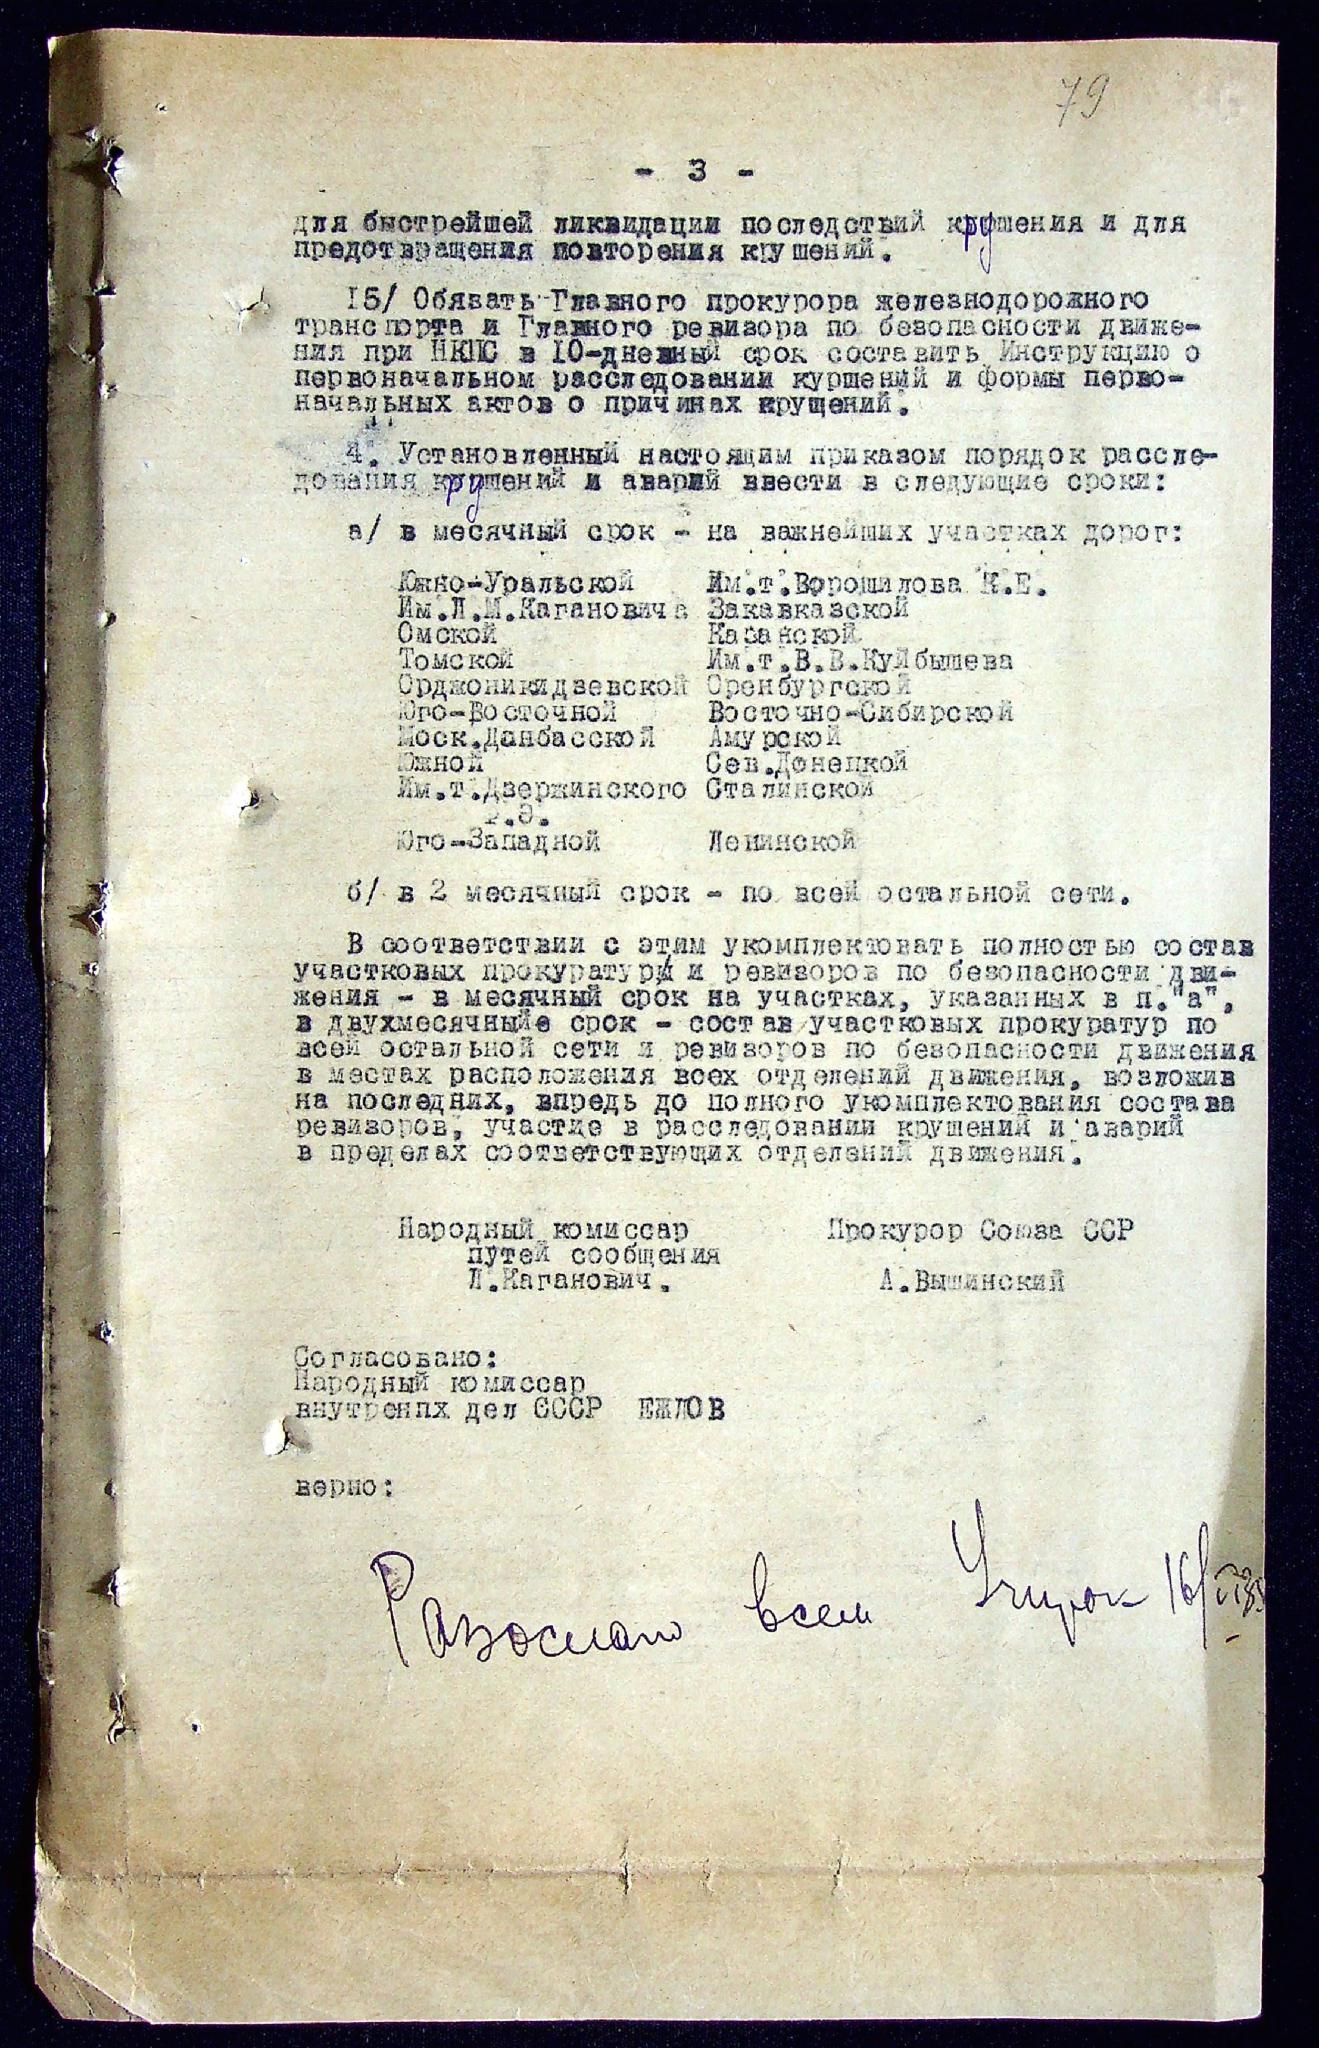 79
- 3 -
для быстрейшей ликвидации последствий крушения и для
предотвращения повторения крушений.
15/ Обязать Главного прокурора железнодорожного
транспорта и Главного ревизора по безопасности движе-
ния при НКПС в 10-дневный срок составить Инструкцию о
первоначальном расследовании куршений и формы перво-
начальных актов о причинах крущений.
4. Установленный настоящим приказом порядок рассле-
дования крушений и аварий ввести в следующие сроки:
а/ в месячный срок - на важнейших участках дорог:
Южно-Уральской Им.т.Ворошилова К.Е.
Им.Л.М.Кагановича Закавказской
Омской Казанской
Томской Им.т.В.В.Куйбышева
Орджоникидзевской Оренбургской
Юго-Восточной Восточно-Сибирской
Моск.Данбасской Амурской
Южной Сев.Донецкой
Им.т.Дзержинского Сталинской
Ф.Э.
Юго-Западной Ленинской
б/ в 2 месячный срок - по всей остальной сети.
В соответствии с этим укомплектовать полностью состав
участковых прокуратур и ревизоров по безопасности дви-
жения - в месячный срок на участках, указанных в п."а",
в двухмесячные срок - состав участковых прокуратур по
всей остальной сети и ревизоров по безопасности движения
в местах расположения всех отделений движения, возложив
на последних, впредь до полного укомплектования состава
ревизоров, участие в расследовании крушений и аварий
в пределах соответствующих отделений движения.
Народный комиссар Прокурор Союза ССР
путей сообщения
Л.Каганович. А.Вышинский
Согласовано:
Народный комиссар
внутренпх дел СССР ЕЖОВ
верно:
Разослано всем 16/